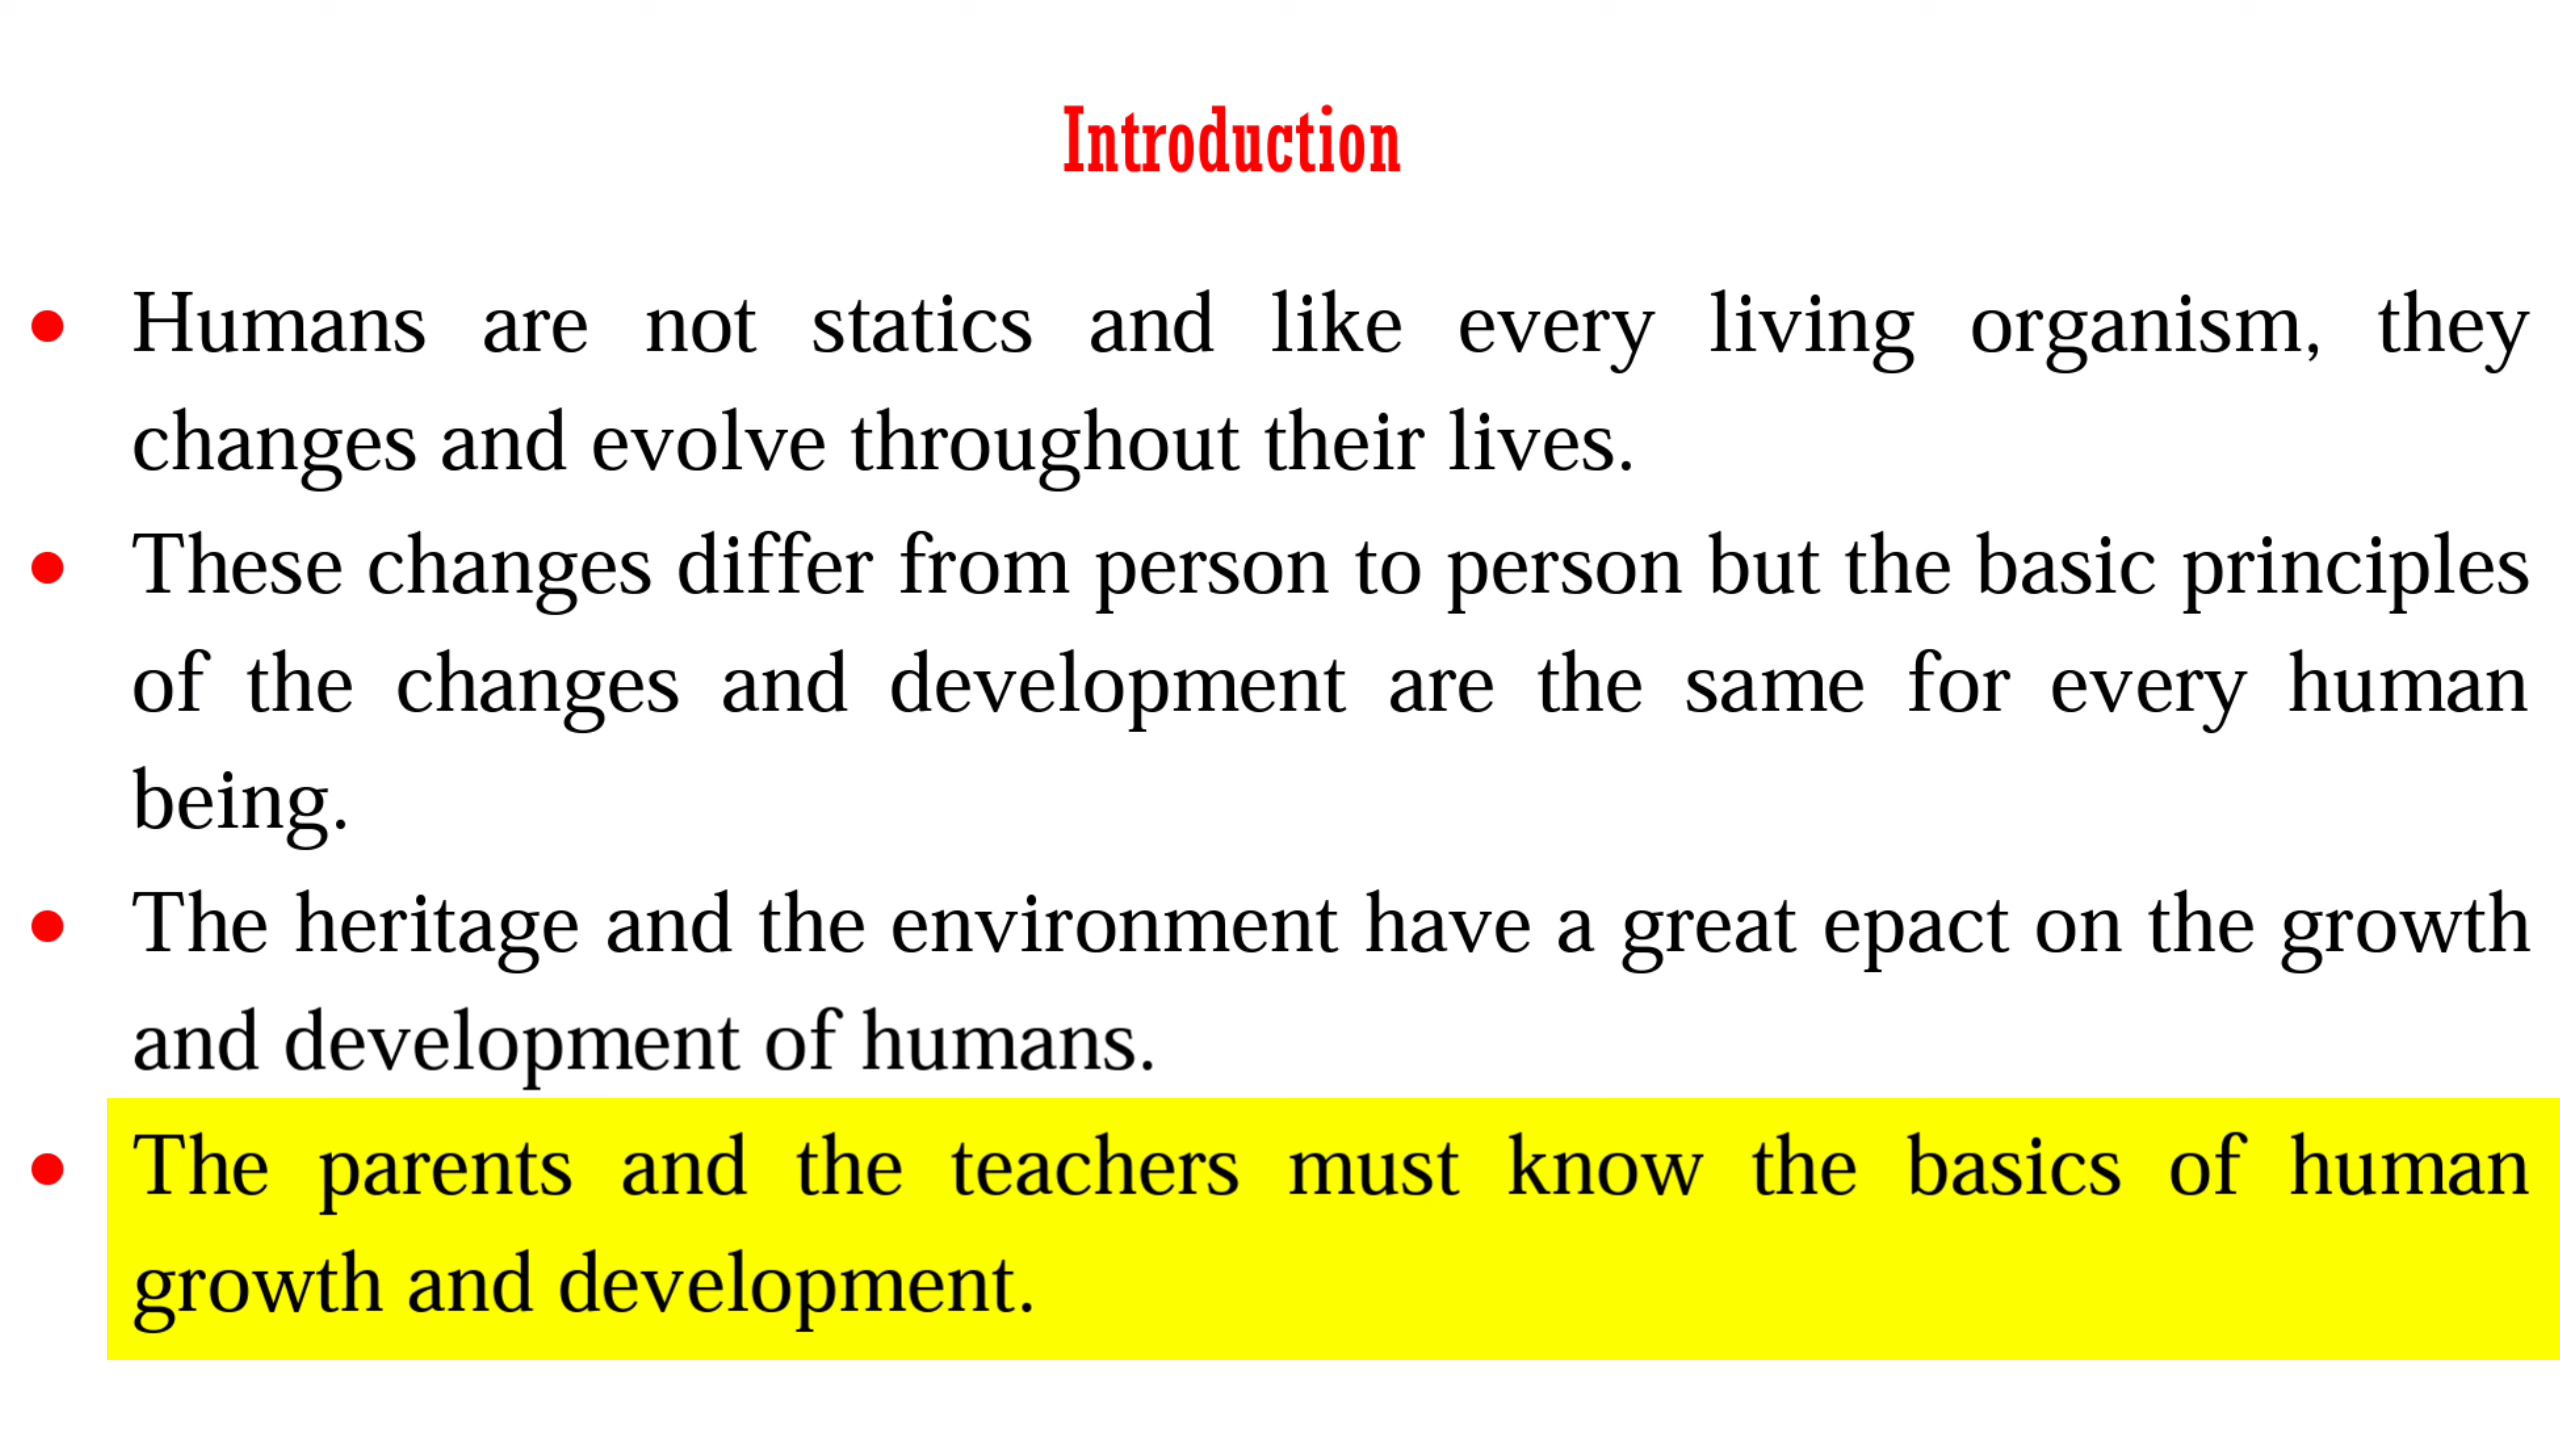 Introduction
• Humans are not statics and like every living organism, they
changes and evolve throughout their lives.
• These changes differ from person to person but the basic principles
of the changes and development are the same for every human
being.
• The heritage and the environment have a great epact on the growth
and development of humans.
• The parents and the teachers must know the basics of human
growth and development.